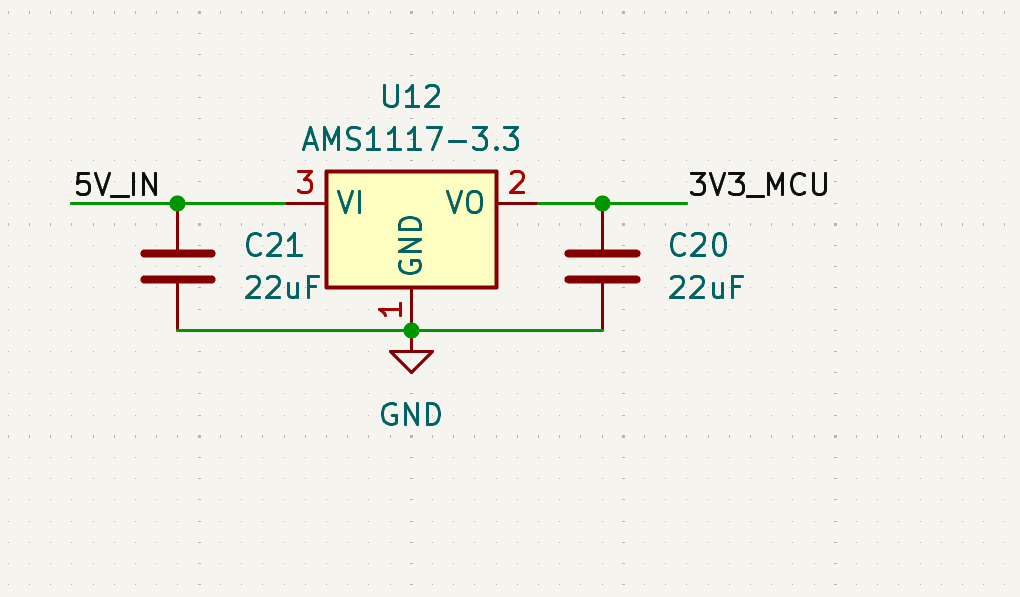 U12
AMS1117-3.3
5V_IN
3
VI
VO
2
3V3_MCU
GND
C21
22uF
C20
22uF
1
GND